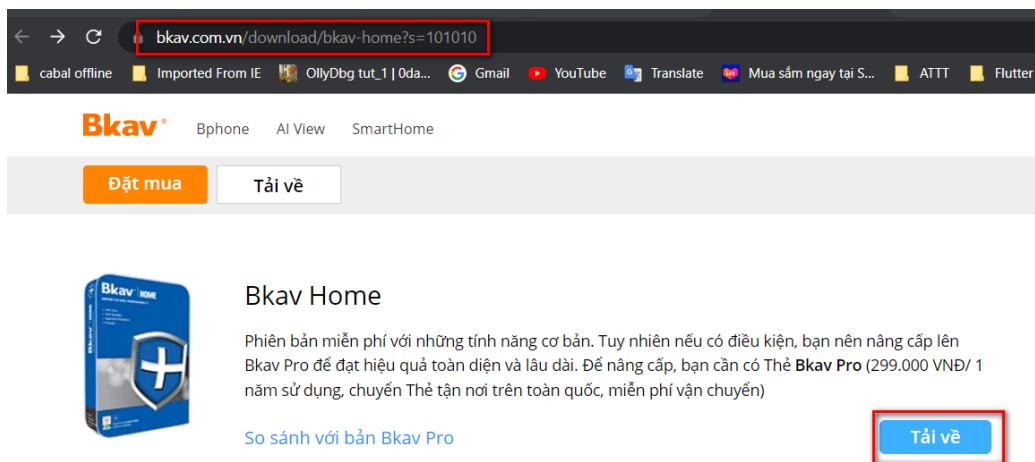 bkav.com.vn/download/bkav-home?s=101010
cabal offline Imported From IE OllyDbg tut_1 | 0da... Gmail YouTube Translate Mua sắm ngay tại S... ATTT Flutter
Bkav® Bphone AI View SmartHome
Đặt mua Tải về
Bkav HOME
Bkav Home
Phiên bản miễn phí với những tính năng cơ bản. Tuy nhiên nếu có điều kiện, bạn nên nâng cấp lên
Bkav Pro để đạt hiệu quả toàn diện và lâu dài. Để nâng cấp, bạn cần có Thẻ Bkav Pro (299.000 VNĐ/ 1
năm sử dụng, chuyển Thẻ tận nơi trên toàn quốc, miễn phí vận chuyển)
So sánh với bản Bkav Pro Tải về